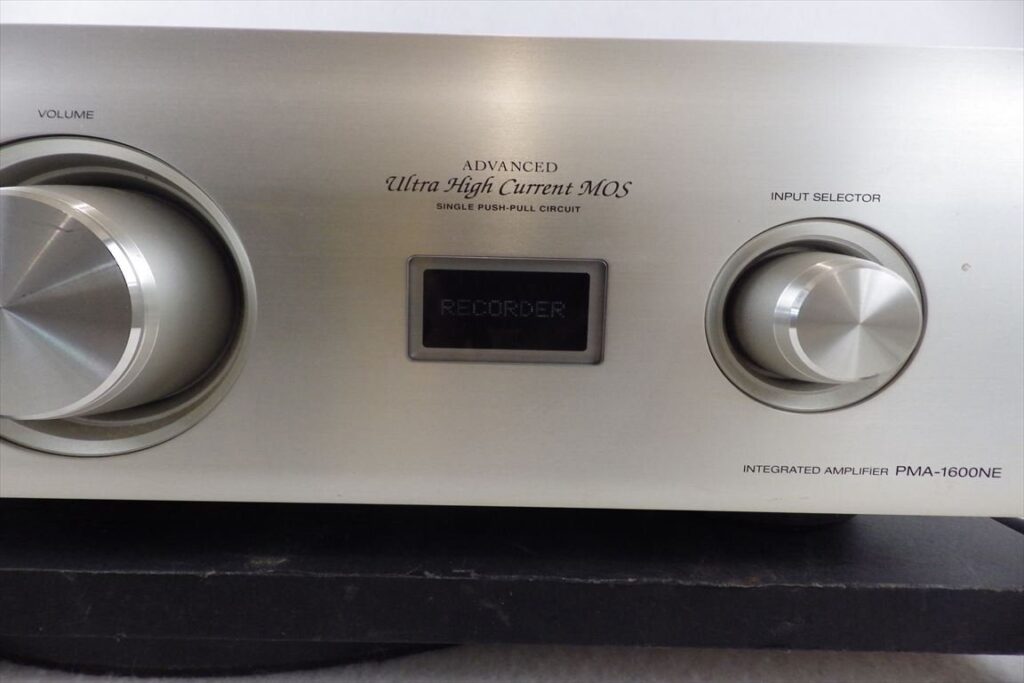 VOLUME
ADVANCED
Ultra High Current MOS
SINGLE PUSH-PULL CIRCUIT
INPUT SELECTOR
RECORDER
INTEGRATED AMPLIFIER PMA-1600NE